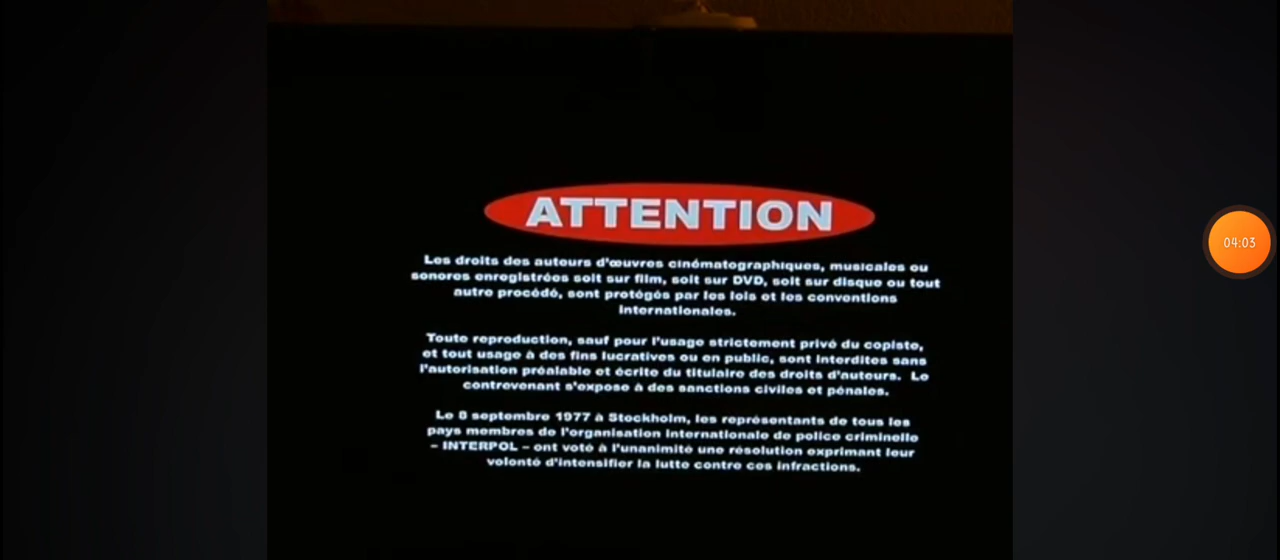 ATTENTION
Les droits des auteurs d'œuvres cinématographiques, musicales ou
sonores enregistrées soit sur film, soit sur DVD, soit sur disque ou tout
autre procédé, sont protégés par les lois et les conventions
internationales.
Toute reproduction, sauf pour l'usage strictement privé du copiste,
et tout usage à des fins lucratives ou en public, sont interdites sans
l'autorisation préalable et écrite du titulaire des droits d'auteurs. Le
contrevenant s'expose à des sanctions civiles et pénales.
Le 8 septembre 1977 à Stockholm, les représentants de tous les
pays membres de l'organisation internationale de police criminelle
– INTERPOL – ont voté à l'unanimité une résolution exprimant leur
volonté d'intensifier la lutte contre ces infractions.
04:03